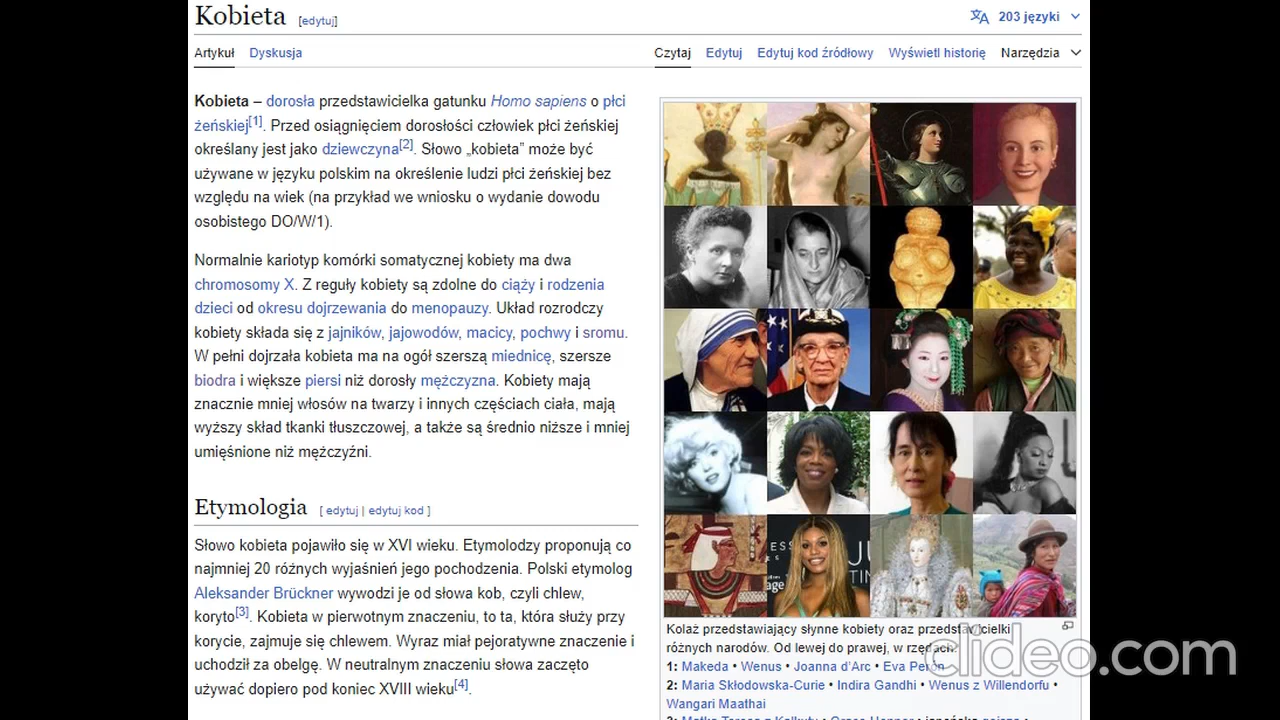 Kobieta [edytuj]
203 języki
Artykuł Dyskusja Czytaj Edytuj Edytuj kod źródłowy Wyświetl historię Narzędzia
Kobieta – dorosła przedstawicielka gatunku Homo sapiens o płci
żeńskiej[1]. Przed osiągnięciem dorosłości człowiek płci żeńskiej
określany jest jako dziewczyna[2]. Słowo „kobieta” może być
używane w języku polskim na określenie ludzi płci żeńskiej bez
względu na wiek (na przykład we wniosku o wydanie dowodu
osobistego DO/W/1).
Normalnie kariotyp komórki somatycznej kobiety ma dwa
chromosomy X. Z reguły kobiety są zdolne do ciąży i rodzenia
dzieci od okresu dojrzewania do menopauzy. Układ rozrodczy
kobiety składa się z jajników, jajowodów, macicy, pochwy i sromu.
W pełni dojrzała kobieta ma na ogół szerszą miednicę, szersze
biodra i większe piersi niż dorosły mężczyzna. Kobiety mają
znacznie mniej włosów na twarzy i innych częściach ciała, mają
wyższy skład tkanki tłuszczowej, a także są średnio niższe i mniej
umięśnione niż mężczyźni.
Etymologia [ edytuj | edytuj kod ]
Słowo kobieta pojawiło się w XVI wieku. Etymolodzy proponują co
najmniej 20 różnych wyjaśnień jego pochodzenia. Polski etymolog
Aleksander Brückner wywodzi je od słowa kob, czyli chlew,
koryto[3]. Kobieta w pierwotnym znaczeniu, to ta, która służy przy
korycie, zajmuje się chlewem. Wyraz miał pejoratywne znaczenie i
uchodził za obelgę. W neutralnym znaczeniu słowa zaczęto
używać dopiero pod koniec XVIII wieku[4].
Kolaż przedstawiający słynne kobiety oraz przedstawicielki
różnych narodów. Od lewej do prawej, w rzędach:
1: Makeda • Wenus • Joanna d’Arc • Eva Perón
2: Maria Skłodowska-Curie • Indira Gandhi • Wenus z Willendorfu •
Wangari Maathai
3: Matka Teresa z Kalkuty • Grace Hopper • japońska gejsza •
clideo.com